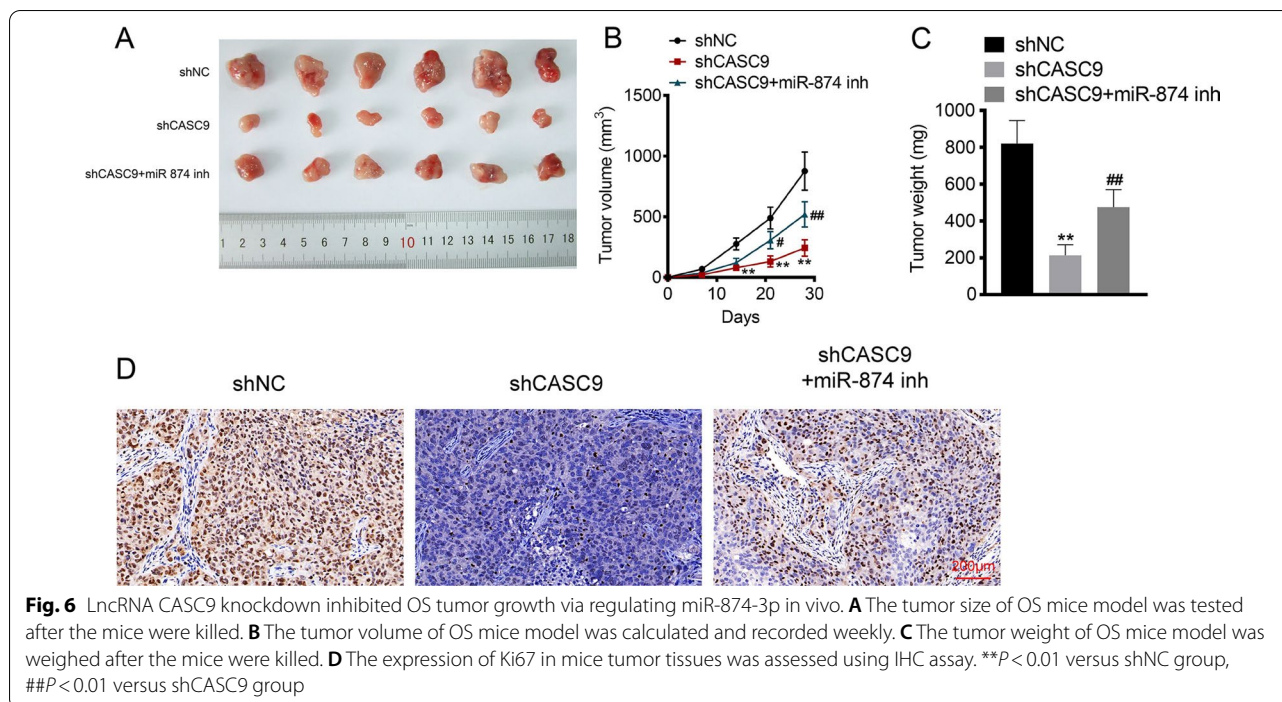 A
shNC
shCASC9
shCASC9+miR 874 inh
1 2 3 4 5 6 7 8 9 10 11 12 13 14 15 16 17 18
B
shNC
shCASC9
shCASC9+miR-874 inh
Tumor volume (mm³)
1500
1000
500
0
##
#
** ** **
0 10 20 30
Days
C
shNC
shCASC9
shCASC9+miR-874 inh
Tumor weight (mg)
1000
800
600
400
200
0
**
##
D
shNC
shCASC9
shCASC9
+miR-874 inh
200μm
Fig. 6 LncRNA CASC9 knockdown inhibited OS tumor growth via regulating miR-874-3p in vivo. A The tumor size of OS mice model was tested
after the mice were killed. B The tumor volume of OS mice model was calculated and recorded weekly. C The tumor weight of OS mice model was
weighed after the mice were killed. D The expression of Ki67 in mice tumor tissues was assessed using IHC assay. **P < 0.01 versus shNC group,
##P < 0.01 versus shCASC9 group